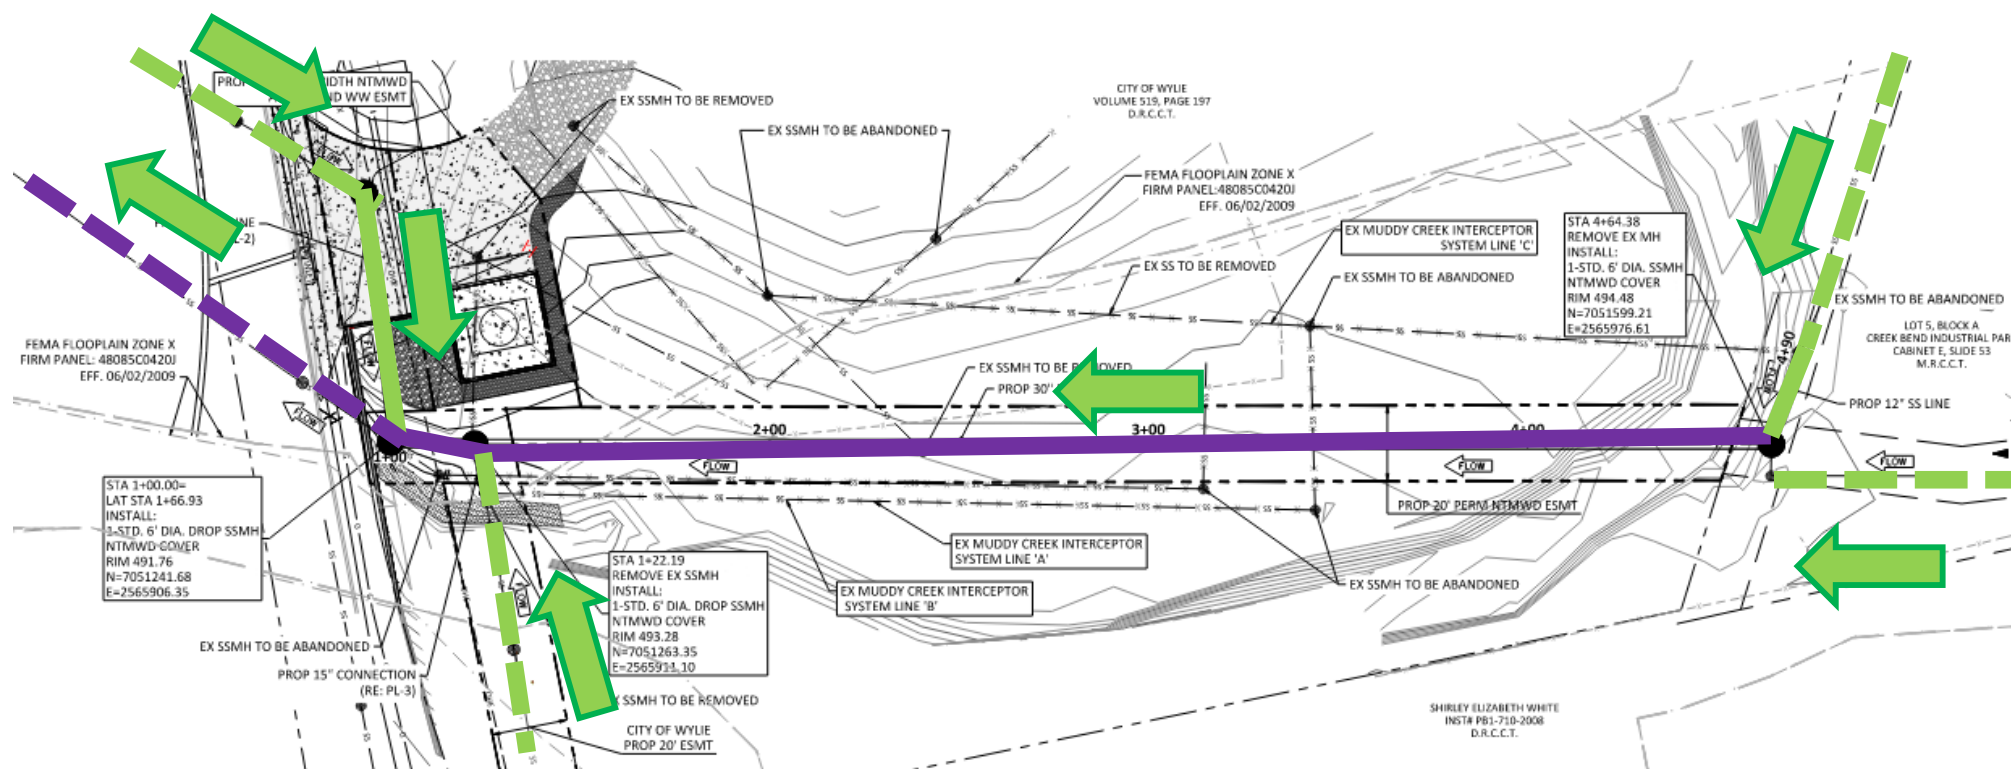 EX SSMH TO BE REMOVED
EX SSMH TO BE ABANDONED
CITY OF WYLIE
VOLUME 519, PAGE 197
D.R.C.C.T.
FEMA FLOOPLAIN ZONE X
FIRM PANEL:48085C0420J
EFF. 06/02/2009
EX MUDDY CREEK INTERCEPTOR
SYSTEM LINE 'C'
EX SS TO BE REMOVED
EX SSMH TO BE ABANDONED
STA 4+64.38
REMOVE EX MH
INSTALL:
1-STD. 6' DIA. SSMH
NTMWD COVER
RIM 494.48
N=7051599.21
E=2565976.61
EX SSMH TO BE ABANDONED
LOT 5, BLOCK A
CREEK BEND INDUSTRIAL PAR
CABINET E, SLIDE 53
M.R.C.C.T.
4+90
FLOW
PROP 12" SS LINE
FEMA FLOOPLAIN ZONE X
FIRM PANEL: 48085C0420J
EFF. 06/02/2009
FLOW
EX SSMH TO BE REMOVED
PROP 30"
1+00
2+00
3+00
4+00
FLOW
FLOW
FLOW
PROP 20' PERM NTMWD ESMT
STA 1+00.00=
LAT STA 1+66.93
INSTALL:
1-STD. 6' DIA. DROP SSMH
NTMWD COVER
RIM 491.76
N=7051241.68
E=2565906.35
EX MUDDY CREEK INTERCEPTOR
SYSTEM LINE 'A'
EX MUDDY CREEK INTERCEPTOR
SYSTEM LINE 'B'
EX SSMH TO BE ABANDONED
STA 1+22.19
REMOVE EX SSMH
INSTALL:
1-STD. 6' DIA. DROP SSMH
NTMWD COVER
RIM 493.28
N=7051263.35
E=2565911.10
FLOW
EX SSMH TO BE ABANDONED
PROP 15" CONNECTION
(RE: PL-3)
SSMH TO BE REMOVED
CITY OF WYLIE
PROP 20' ESMT
SHIRLEY ELIZABETH WHITE
INST# PB1-710-2008
D.R.C.C.T.